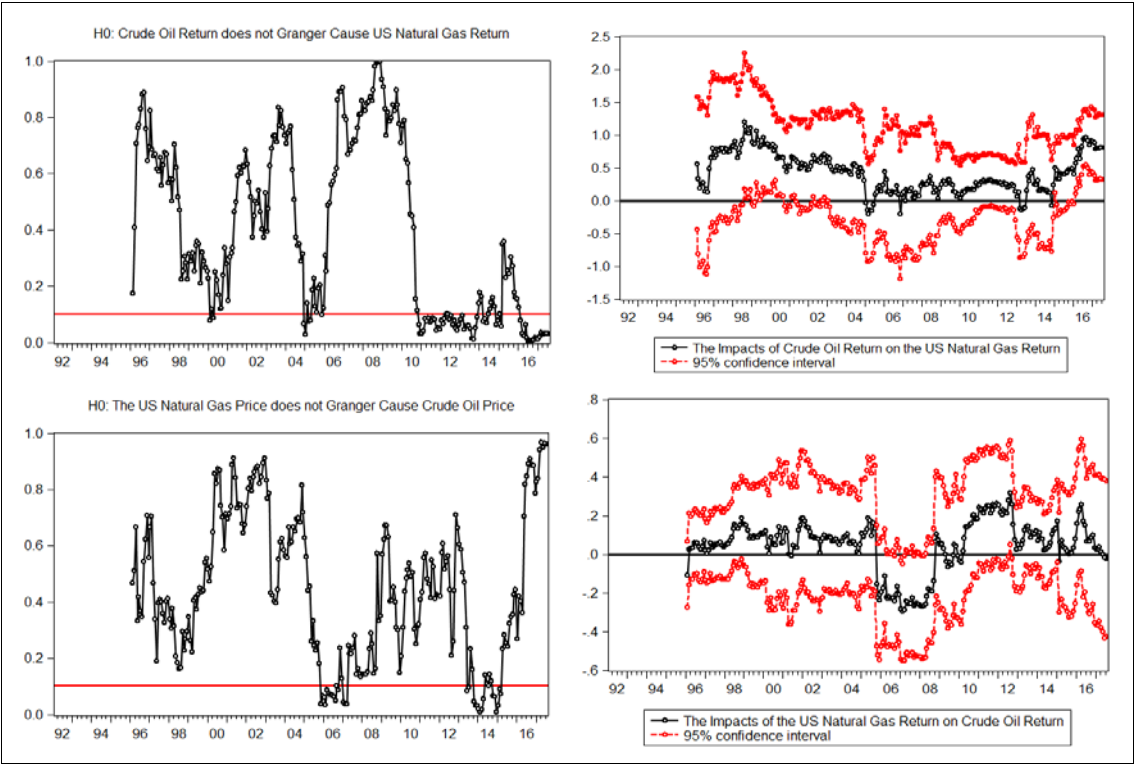 H0: Crude Oil Return does not Granger Cause US Natural Gas Return
1.0
0.8
0.6
0.4
0.2
0.0
92 94 96 98 00 02 04 06 08 10 12 14 16
2.5
2.0
1.5
1.0
0.5
0.0
-0.5
-1.0
-1.5
92 94 96 98 00 02 04 06 08 10 12 14 16
The Impacts of Crude Oil Return on the US Natural Gas Return
95% confidence interval
H0: The US Natural Gas Price does not Granger Cause Crude Oil Price
1.0
0.8
0.6
0.4
0.2
0.0
92 94 96 98 00 02 04 06 08 10 12 14 16
.8
.6
.4
.2
.0
-.2
-.4
-.6
92 94 96 98 00 02 04 06 08 10 12 14 16
The Impacts of the US Natural Gas Return on Crude Oil Return
95% confidence interval